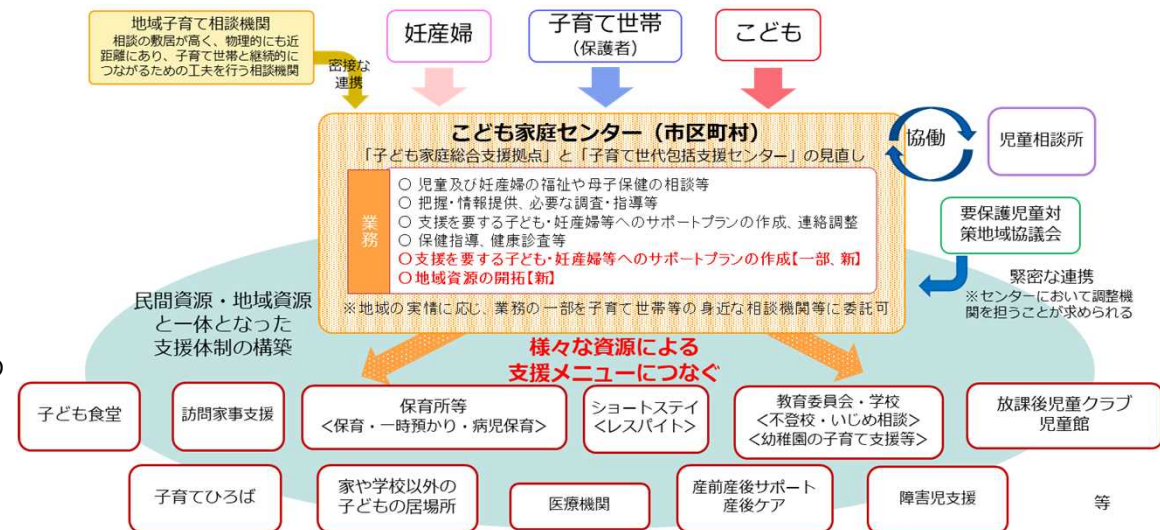 地域子育て相談機関
相談の敷居が高く、物理的にも近
距離にあり、子育て世帯と継続的に
つながるための工夫を行う相談機関
密接な
連携
妊産婦
子育て世帯
(保護者)
こども
こども家庭センター（市区町村）
「子ども家庭総合支援拠点」と「子育て世代包括支援センター」の見直し
業務
○ 児童及び妊産婦の福祉や母子保健の相談等
○ 把握・情報提供、必要な調査・指導等
○ 支援を要する子ども・妊産婦等へのサポートプランの作成、連絡調整
○ 保健指導、健康診査等
○支援を要する子ども・妊産婦等へのサポートプランの作成【一部、新】
○地域資源の開拓【新】
※地域の実情に応じ、業務の一部を子育て世帯等の身近な相談機関等に委託可
協働
児童相談所
要保護児童対
策地域協議会
緊密な連携
※センターにおいて調整機
関を担うことが求められる
民間資源・地域資源
と一体となった
支援体制の構築
様々な資源による
支援メニューにつなぐ
子ども食堂
訪問家事支援
保育所等
<保育・一時預かり・病児保育>
ショートステイ
<レスパイト>
教育委員会・学校
<不登校・いじめ相談>
<幼稚園の子育て支援等>
放課後児童クラブ
児童館
子育てひろば
家や学校以外の
子どもの居場所
医療機関
産前産後サポート
産後ケア
障害児支援
等